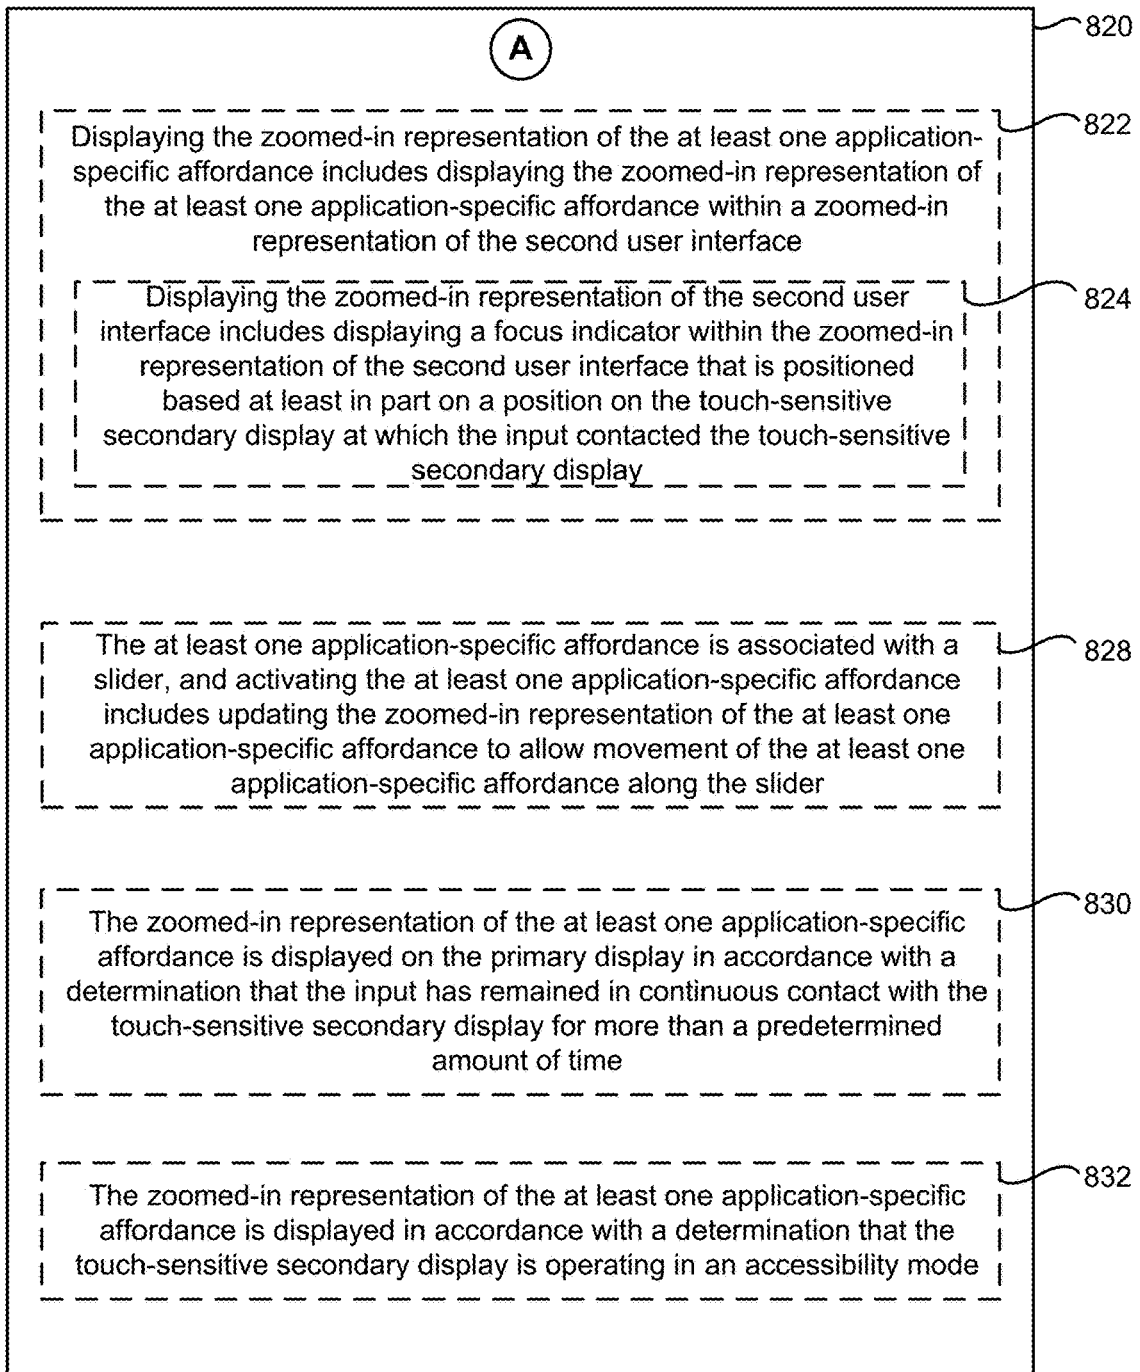 820
A
822
Displaying the zoomed-in representation of the at least one application-
specific affordance includes displaying the zoomed-in representation of
the at least one application-specific affordance within a zoomed-in
representation of the second user interface
824
Displaying the zoomed-in representation of the second user
interface includes displaying a focus indicator within the zoomed-in
representation of the second user interface that is positioned
based at least in part on a position on the touch-sensitive
secondary display at which the input contacted the touch-sensitive
secondary display
828
The at least one application-specific affordance is associated with a
slider, and activating the at least one application-specific affordance
includes updating the zoomed-in representation of the at least one
application-specific affordance to allow movement of the at least one
application-specific affordance along the slider
830
The zoomed-in representation of the at least one application-specific
affordance is displayed on the primary display in accordance with a
determination that the input has remained in continuous contact with the
touch-sensitive secondary display for more than a predetermined
amount of time
832
The zoomed-in representation of the at least one application-specific
affordance is displayed in accordance with a determination that the
touch-sensitive secondary display is operating in an accessibility mode